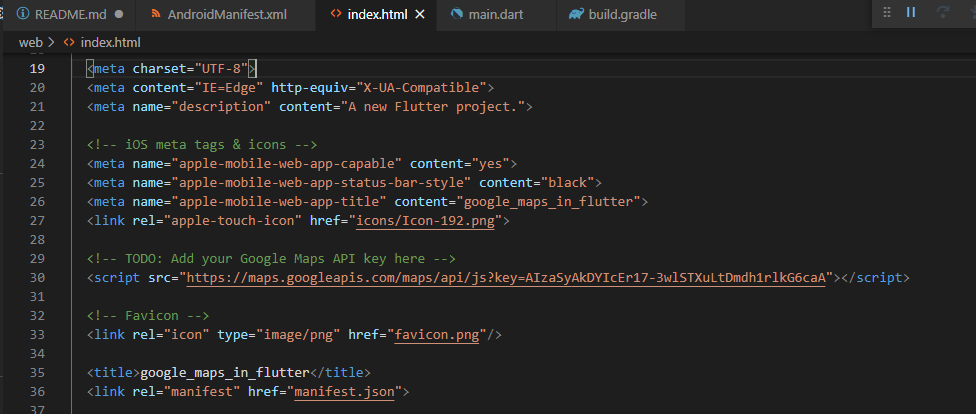 README.md AndroidManifest.xml index.html main.dart build.gradle
web > index.html
19 <meta charset="UTF-8">
20 <meta content="IE=Edge" http-equiv="X-UA-Compatible">
21 <meta name="description" content="A new Flutter project.">
22
23 <!-- iOS meta tags & icons -->
24 <meta name="apple-mobile-web-app-capable" content="yes">
25 <meta name="apple-mobile-web-app-status-bar-style" content="black">
26 <meta name="apple-mobile-web-app-title" content="google_maps_in_flutter">
27 <link rel="apple-touch-icon" href="icons/Icon-192.png">
28
29 <!-- TODO: Add your Google Maps API key here -->
30 <script src="https://maps.googleapis.com/maps/api/js?key=AIzaSyAkDYIcEr17-3wlSTXuLtDmdh1rlkG6caA"></script>
31
32 <!-- Favicon -->
33 <link rel="icon" type="image/png" href="favicon.png"/>
34
35 <title>google_maps_in_flutter</title>
36 <link rel="manifest" href="manifest.json">
37